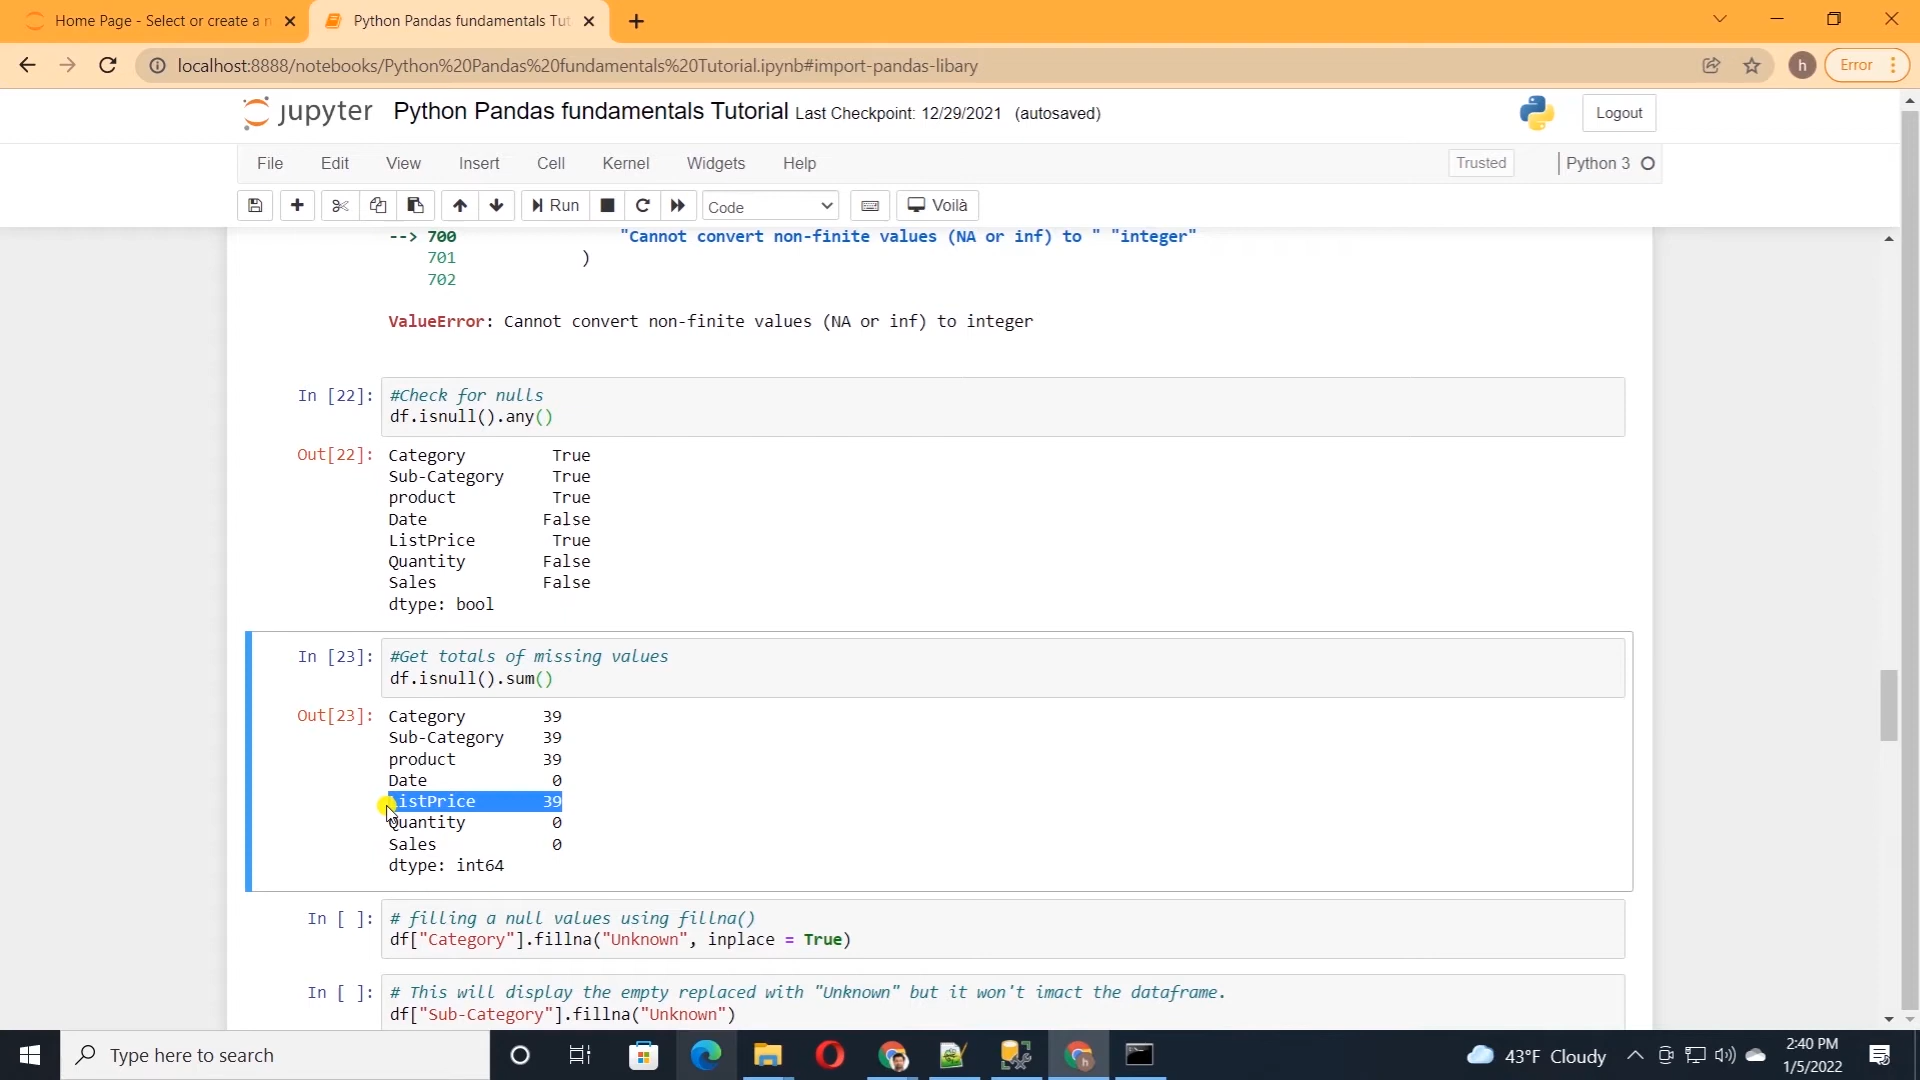 Home Page - Select or create a n
Python Pandas fundamentals Tut
localhost:8888/notebooks/Python%20Pandas%20fundamentals%20Tutorial.ipynb#import-pandas-libary
h
Error
jupyter Python Pandas fundamentals Tutorial Last Checkpoint: 12/29/2021 (autosaved)
Logout
File Edit View Insert Cell Kernel Widgets Help
Trusted
Python 3
Run
Code
Voilà
--> 700 "Cannot convert non-finite values (NA or inf) to " "integer"
701 )
702
ValueError: Cannot convert non-finite values (NA or inf) to integer
In [22]: #Check for nulls
df.isnull().any()
Out[22]: Category True
Sub-Category True
product True
Date False
ListPrice True
Quantity False
Sales False
dtype: bool
In [23]: #Get totals of missing values
df.isnull().sum()
Out[23]: Category 39
Sub-Category 39
product 39
Date 0
ListPrice 39
Quantity 0
Sales 0
dtype: int64
In [ ]: # filling a null values using fillna()
df["Category"].fillna("Unknown", inplace = True)
In [ ]: # This will display the empty replaced with "Unknown" but it won't imact the dataframe.
df["Sub-Category"].fillna("Unknown")
Type here to search
43°F Cloudy
2:40 PM
1/5/2022